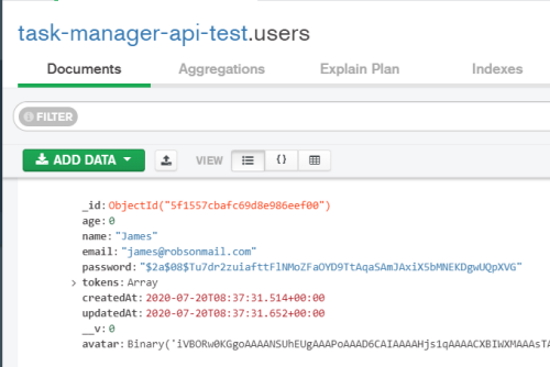 task-manager-api-test.users
Documents Aggregations Explain Plan Indexes
FILTER
ADD DATA VIEW {}
_id: ObjectId("5f1557cbafc69d8e986eef00")
age: 0
name: "James"
email: "james@robsonmail.com"
password: "$2a$08$Tu7dr2zuiafttFlNMoZFaOYD9TtAqaSAmJAxiX5bMNEKDgwUQpXVG"
> tokens: Array
createdAt: 2020-07-20T08:37:31.514+00:00
updatedAt: 2020-07-20T08:37:31.652+00:00
__v: 0
avatar: Binary('iVBORw0KGgoAAAANSUhEUgAAAPoAAAD6CAIAAAAHjs1qAAAACXBIWXMAAAsTA